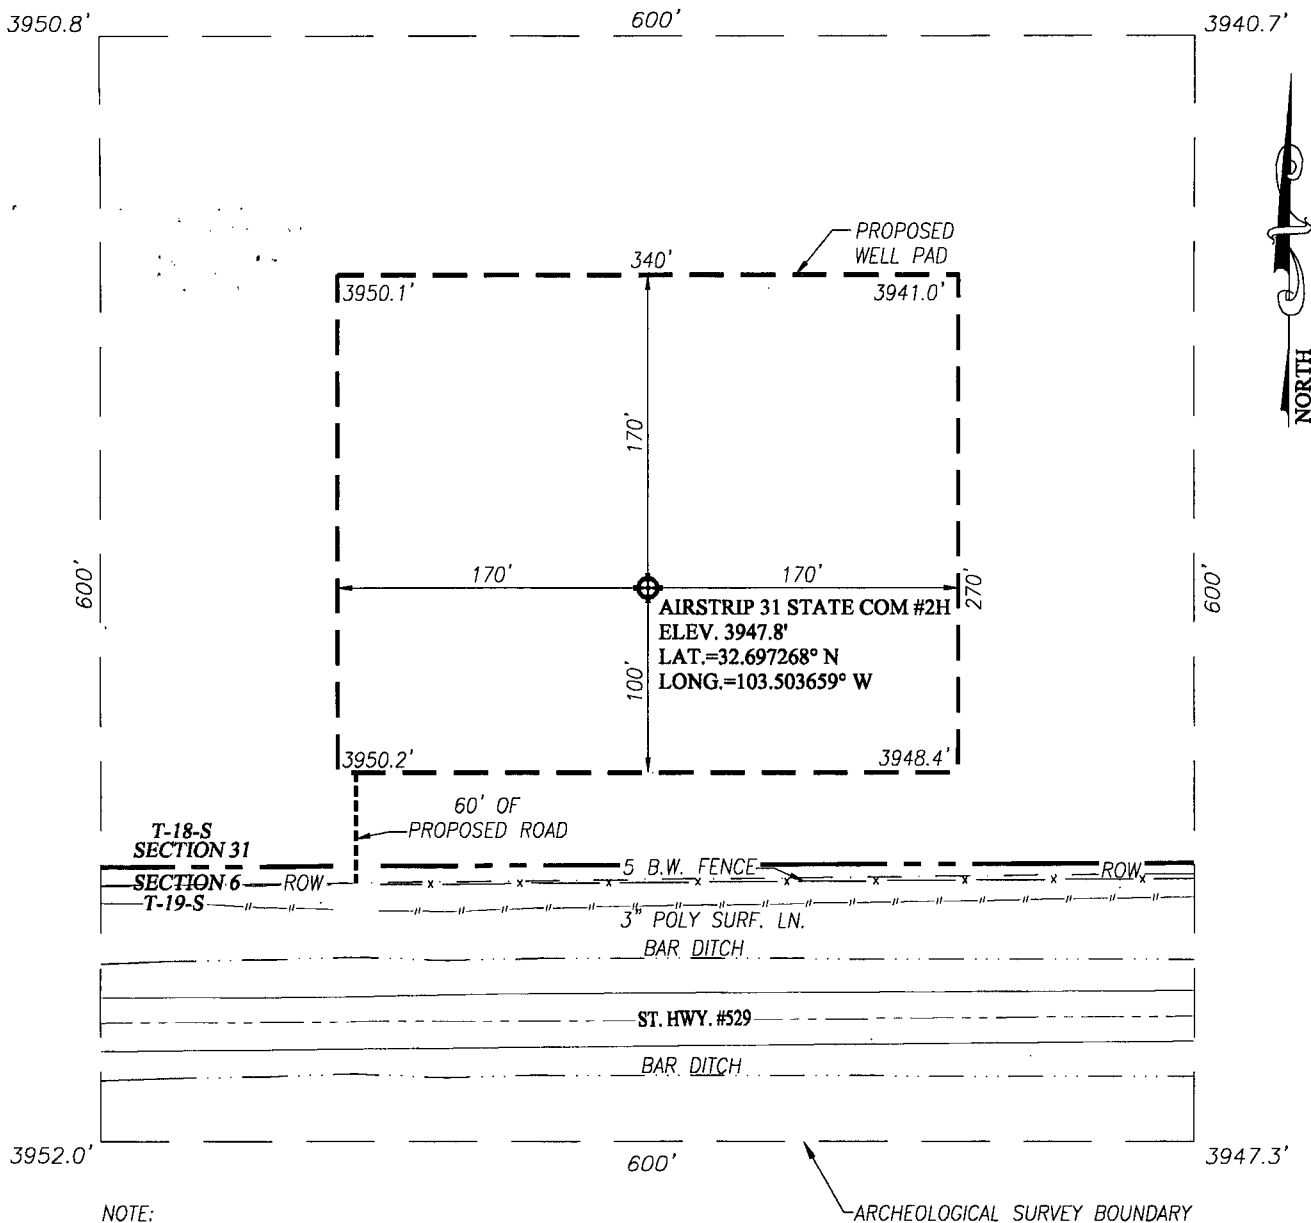 3950.8'
600'
3940.7'
PROPOSED
WELL PAD
340'
3950.1'
3941.0'
NORTH
170'
600'
170'
170'
270'
600'
AIRSTRIP 31 STATE COM #2H
ELEV. 3947.8'
LAT.=32.697268° N
LONG.=103.503659° W
100'
3950.2'
3948.4'
60' OF
PROPOSED ROAD
T-18-S
SECTION 31
5 B.W. FENCE
ROW
SECTION 6
ROW
T-19-S
3" POLY SURF. LN.
BAR DITCH
ST. HWY. #529
BAR DITCH
3952.0'
600'
3947.3'
NOTE:
ARCHEOLOGICAL SURVEY BOUNDARY